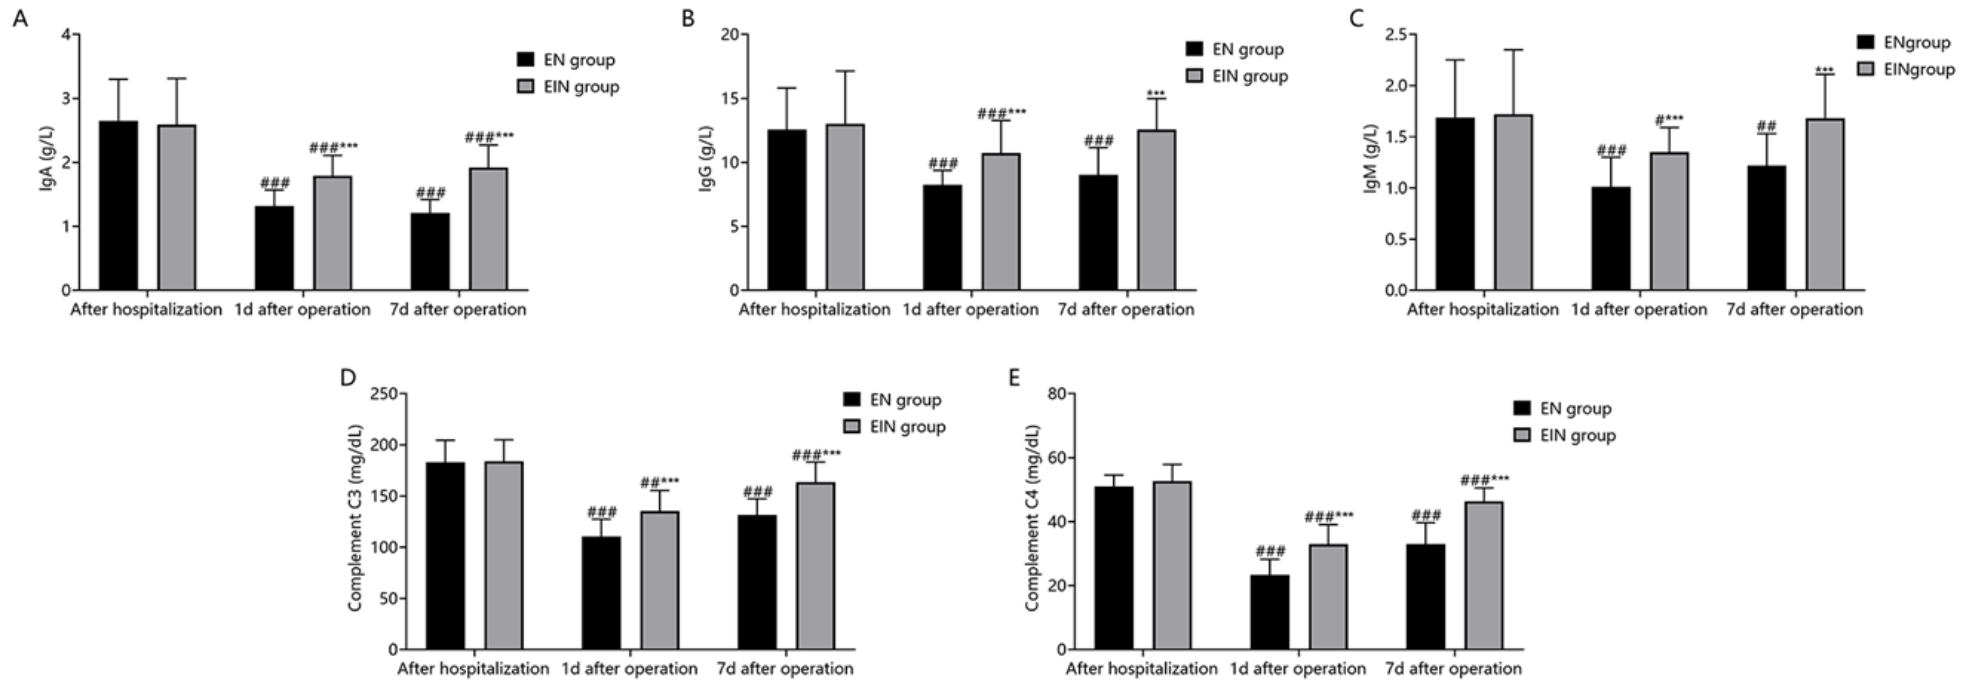 A
IgA (g/L)
4
3
2
1
0
EN group
EIN group
###
###***
###
###***
After hospitalization
1d after operation
7d after operation
B
IgG (g/L)
20
15
10
5
0
EN group
EIN group
###
###***
###
***
After hospitalization
1d after operation
7d after operation
C
IgM (g/L)
2.5
2.0
1.5
1.0
0.5
0.0
ENgroup
EINgroup
###
#***
##
***
After hospitalization
1d after operation
7d after operation
D
Complement C3 (mg/dL)
250
200
150
100
50
0
EN group
EIN group
###
##***
###
###***
After hospitalization
1d after operation
7d after operation
E
Complement C4 (mg/dL)
80
60
40
20
0
EN group
EIN group
###
###***
###
###***
After hospitalization
1d after operation
7d after operation